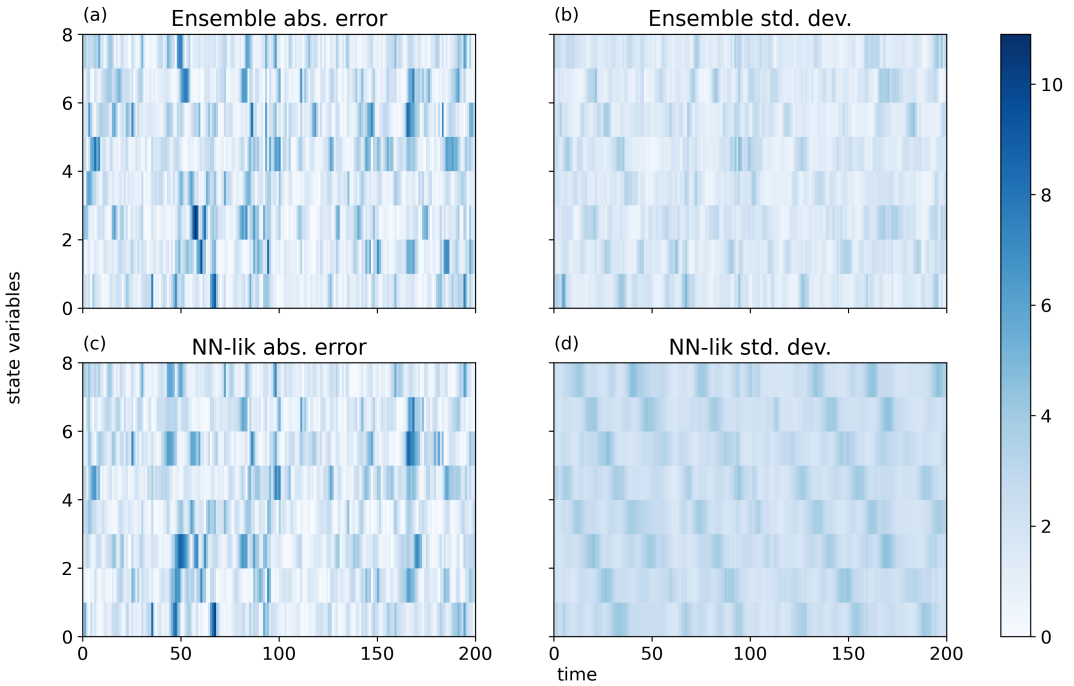 (a) Ensemble abs. error
(b) Ensemble std. dev.
8
6
4
2
0
10
8
6
4
2
0
state variables
(c) NN-lik abs. error
(d) NN-lik std. dev.
8
6
4
2
0
0 50 100 150 200
0 50 100 150 200
time